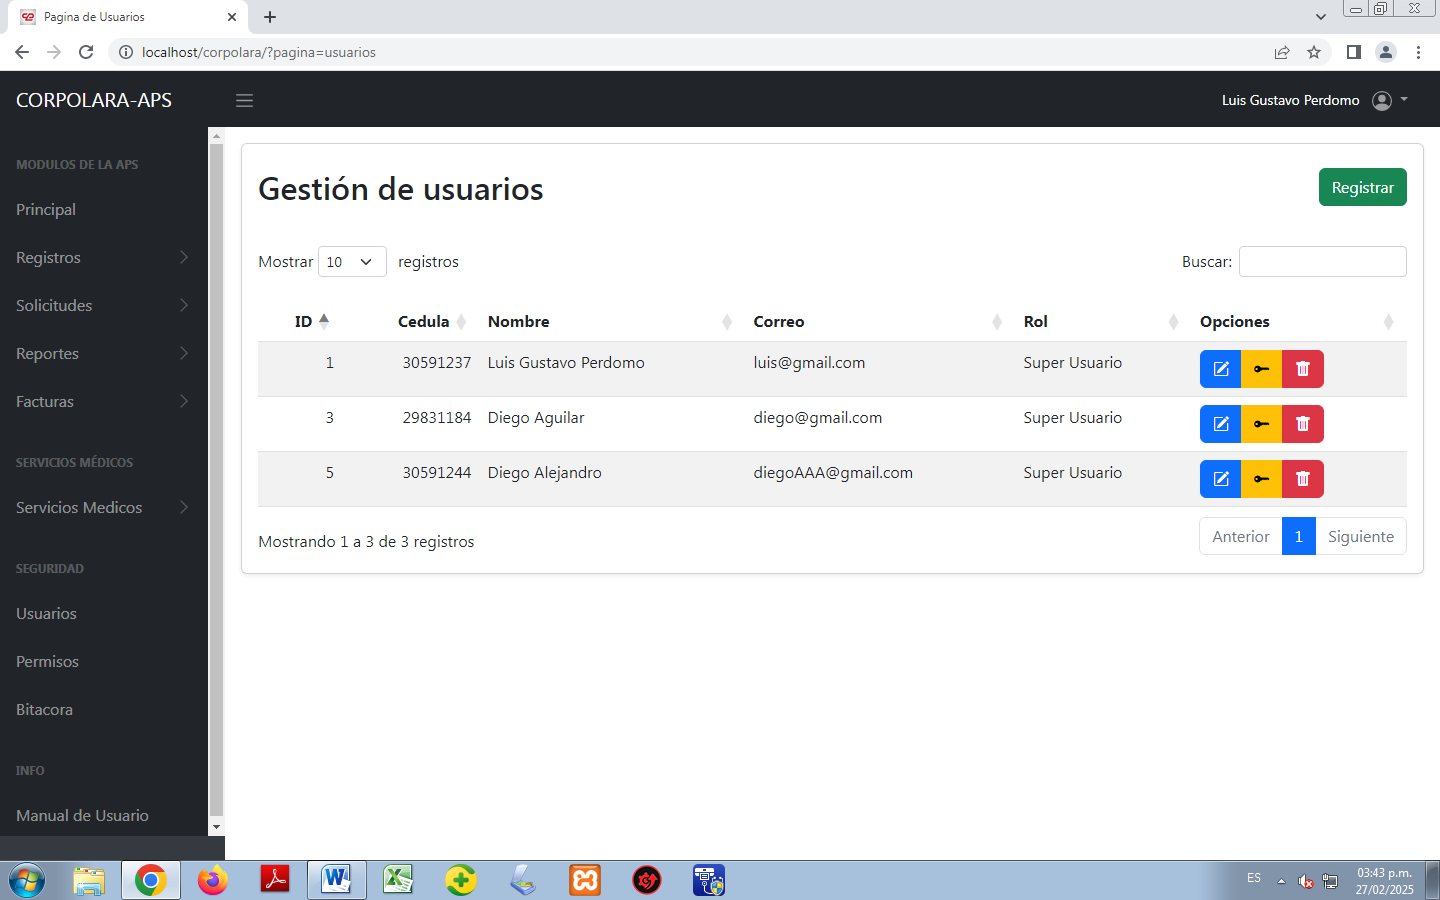 Pagina de Usuarios
localhost/corpolara/?pagina=usuarios
CORPOLARA-APS
Luis Gustavo Perdomo
MODULOS DE LA APS
Principal
Registros
Solicitudes
Reportes
Facturas
SERVICIOS MÉDICOS
Servicios Medicos
SEGURIDAD
Usuarios
Permisos
Bitacora
INFO
Manual de Usuario
Gestión de usuarios
Registrar
Mostrar 10 registros
Buscar:
ID Cedula Nombre Correo Rol Opciones
1 30591237 Luis Gustavo Perdomo luis@gmail.com Super Usuario
3 29831184 Diego Aguilar diego@gmail.com Super Usuario
5 30591244 Diego Alejandro diegoAAA@gmail.com Super Usuario
Mostrando 1 a 3 de 3 registros
Anterior 1 Siguiente
ES
03:43 p.m.
27/02/2025